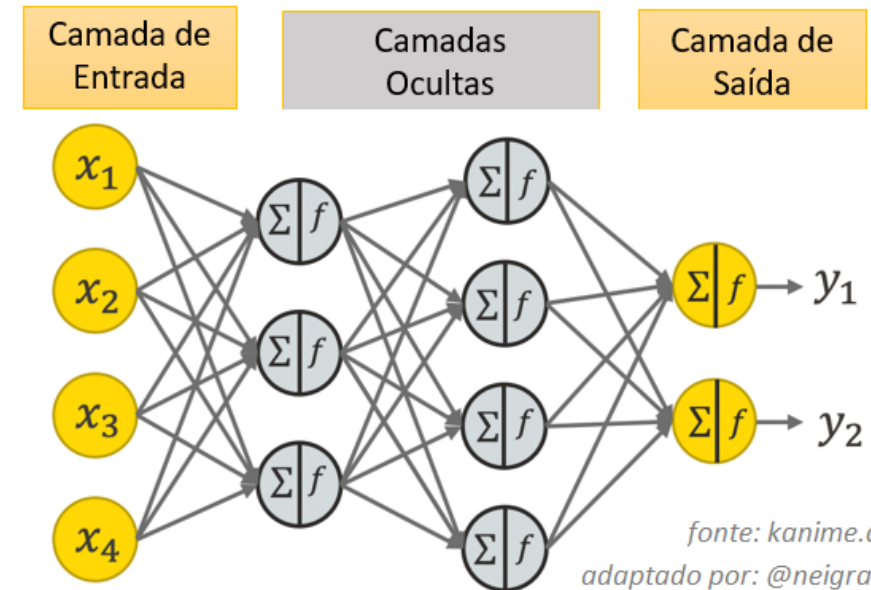 Camada de
Entrada
Camadas
Ocultas
Camada de
Saída
x₁
x₂
x₃
x₄
Σ f
Σ f
Σ f
Σ f
Σ f
Σ f
Σ f
Σ f
Σ f
y₁
y₂
fonte: kanime.
adaptado por: @neigra